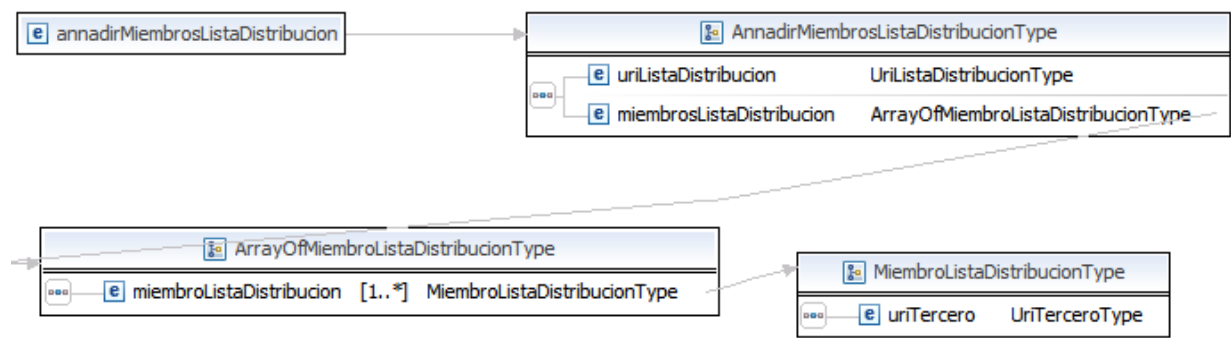 annadirMiembrosListaDistribucion
AnnadirMiembrosListaDistribucionType
uriListaDistribucion UriListaDistribucionType
miembrosListaDistribucion ArrayOfMiembroListaDistribucionType
ArrayOfMiembroListaDistribucionType
miembroListaDistribucion [1..*] MiembroListaDistribucionType
MiembroListaDistribucionType
uriTercero UriTerceroType